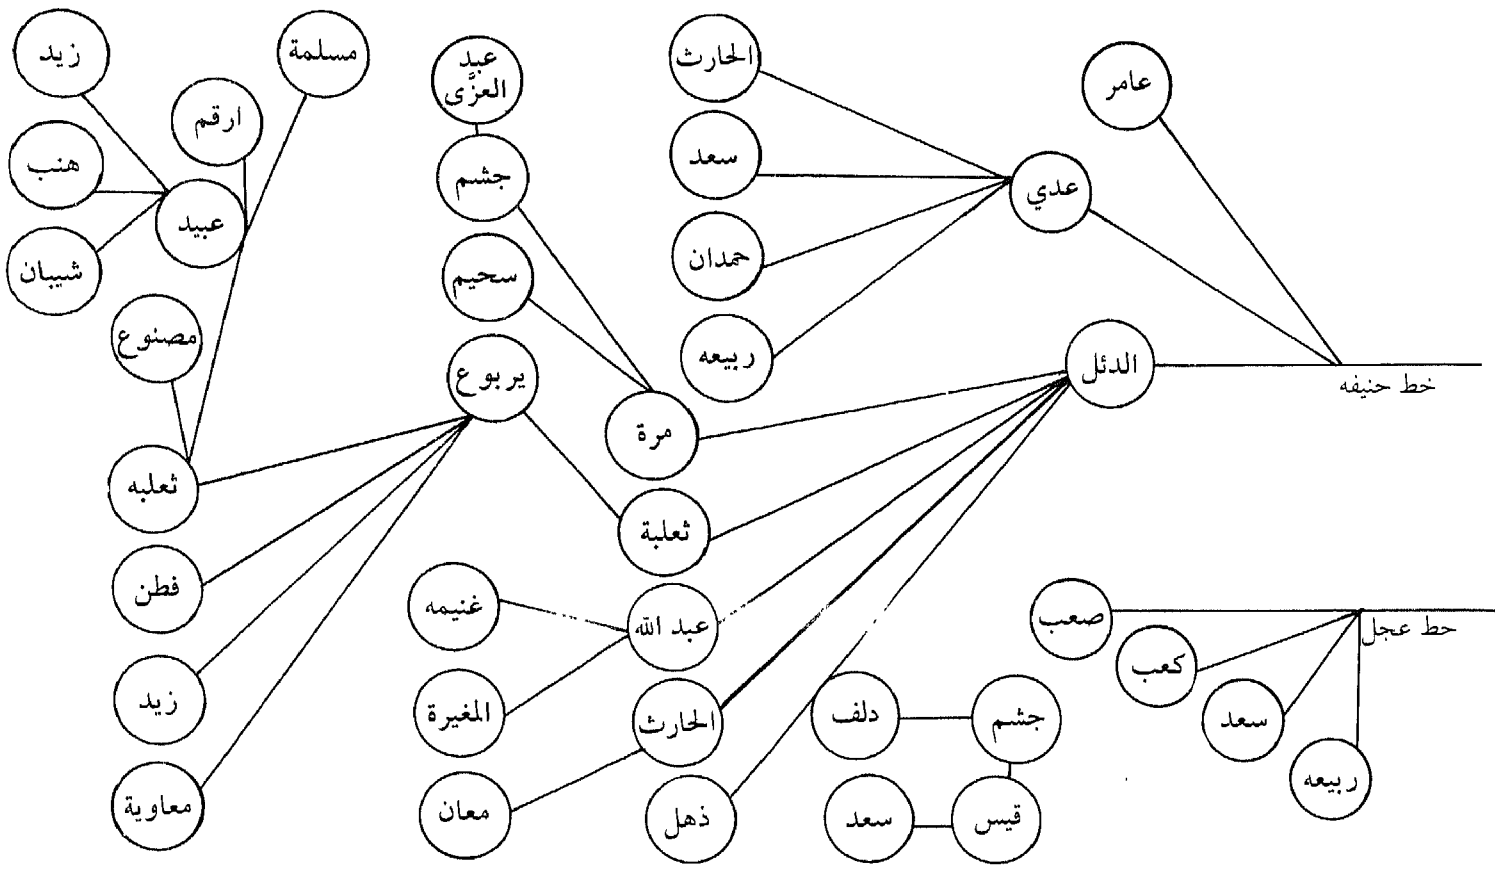 عامر
عدي
الحارث
سعد
حمدان
ربيعه
خط حنيفه
الدئل
مرة
عبد
العزَّى
جشم
سحيم
ثعلبة
يربوع
ثعلبه
مصنوع
مسلمة
ارقم
عبيد
زيد
هنب
شيبان
فطن
زيد
معاوية
عبد الله
غنيمه
المغيرة
الحارث
معان
ذهل
حط عجل
صعب
كعب
سعد
ربيعه
جشم
دلف
قيس
سعد